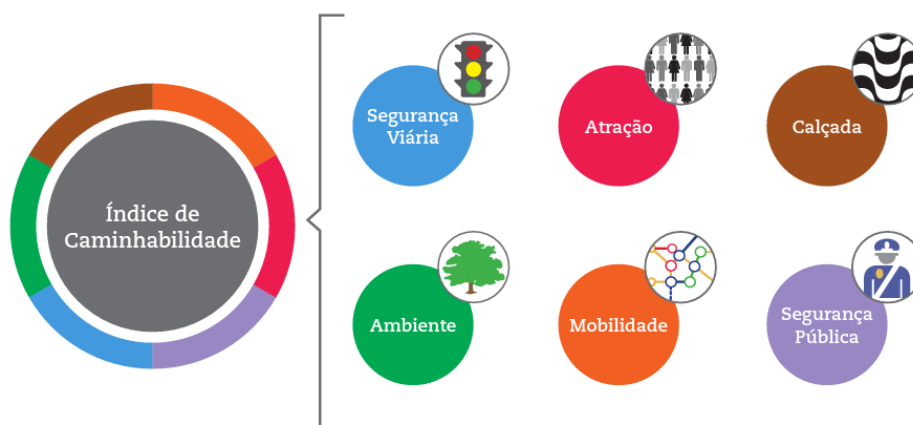 Índice de
Caminhabilidade
Segurança
Viária
Atração
Calçada
Ambiente
Mobilidade
Segurança
Pública